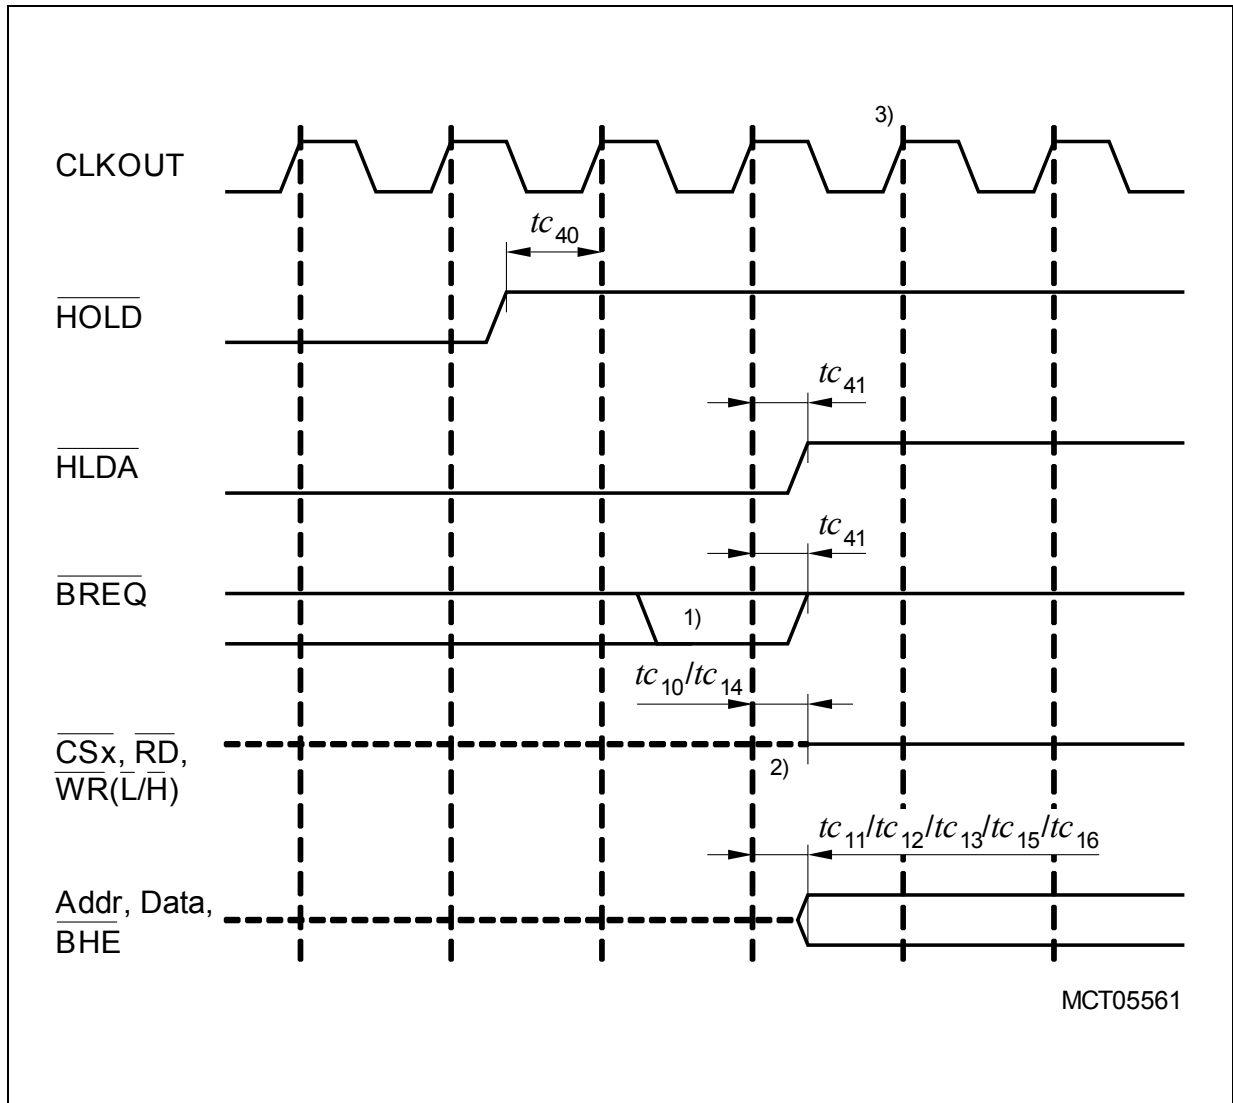 3)
CLKOUT
tc40
HOLD
tc41
HLDA
tc41
BREQ
1)
tc10/tc14
CSx, RD,
WR(L/H)
2)
tc11/tc12/tc13/tc15/tc16
Addr, Data,
BHE
MCT05561